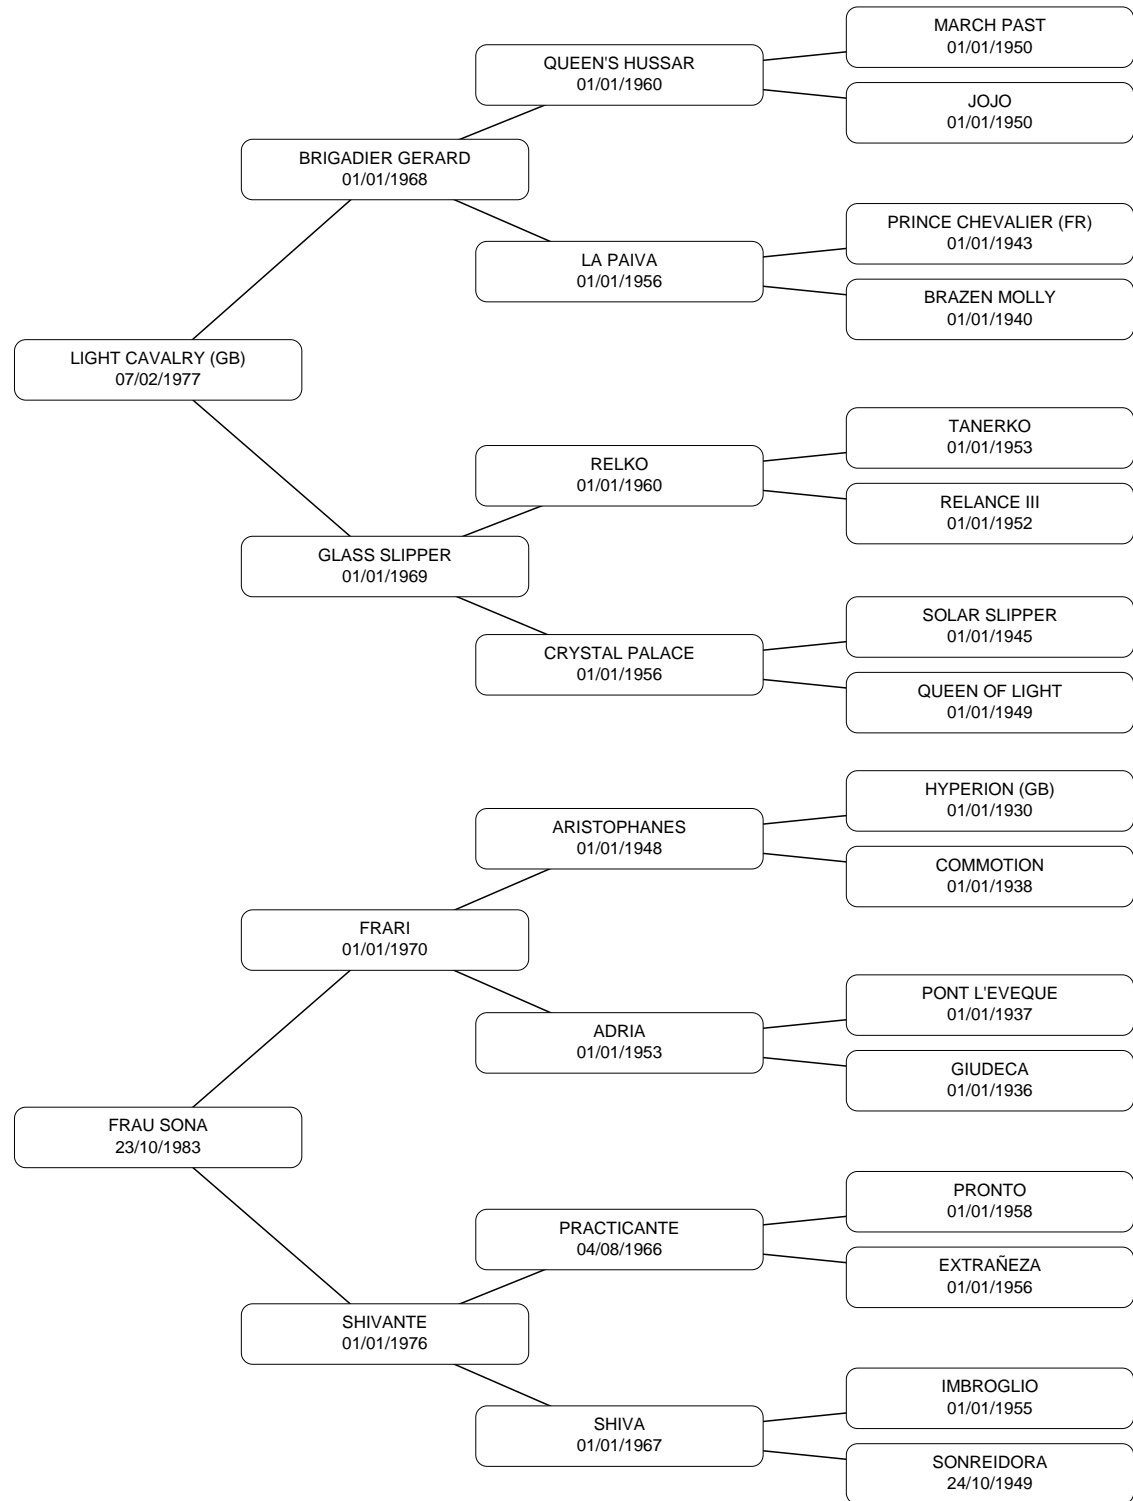 MARCH PAST
01/01/1950
QUEEN'S HUSSAR
01/01/1960
JOJO
01/01/1950
BRIGADIER GERARD
01/01/1968
PRINCE CHEVALIER (FR)
01/01/1943
LA PAIVA
01/01/1956
BRAZEN MOLLY
01/01/1940
LIGHT CAVALRY (GB)
07/02/1977
TANERKO
01/01/1953
RELKO
01/01/1960
RELANCE III
01/01/1952
GLASS SLIPPER
01/01/1969
SOLAR SLIPPER
01/01/1945
CRYSTAL PALACE
01/01/1956
QUEEN OF LIGHT
01/01/1949
HYPERION (GB)
01/01/1930
ARISTOPHANES
01/01/1948
COMMOTION
01/01/1938
FRARI
01/01/1970
PONT L'EVEQUE
01/01/1937
ADRIA
01/01/1953
GIUDECA
01/01/1936
FRAU SONA
23/10/1983
PRONTO
01/01/1958
PRACTICANTE
04/08/1966
EXTRAÑEZA
01/01/1956
SHIVANTE
01/01/1976
IMBROGLIO
01/01/1955
SHIVA
01/01/1967
SONREIDORA
24/10/1949